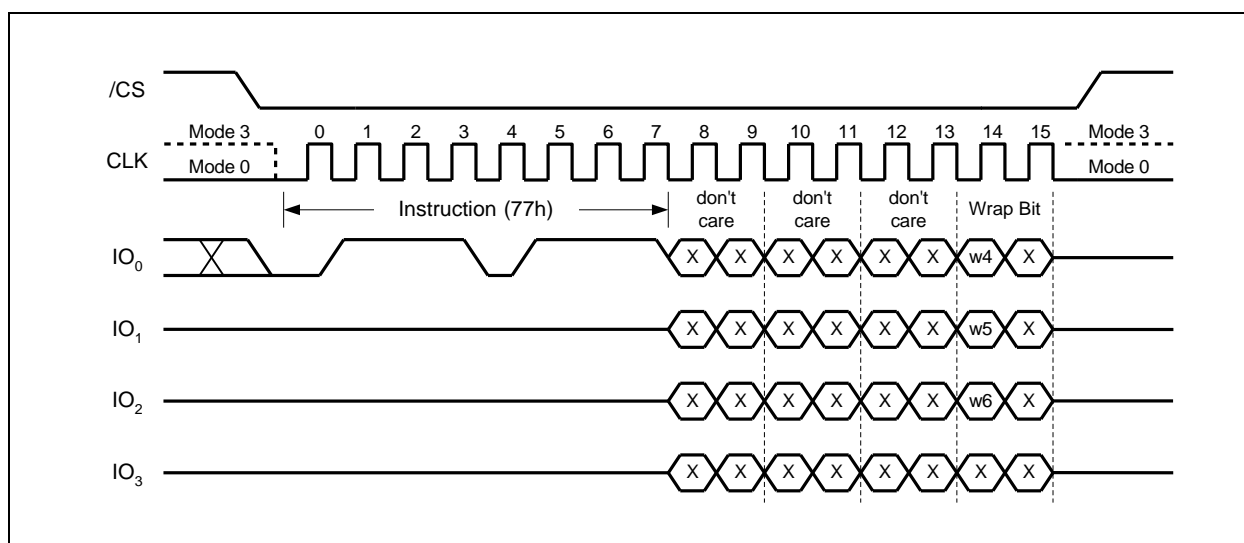 /CS
Mode 3 0 1 2 3 4 5 6 7 8 9 10 11 12 13 14 15 Mode 3
CLK
Mode 0 Mode 0
Instruction (77h) don't care don't care don't care Wrap Bit
IO0 X X X X X X w4 X
IO1 X X X X X X w5 X
IO2 X X X X X X w6 X
IO3 X X X X X X X X